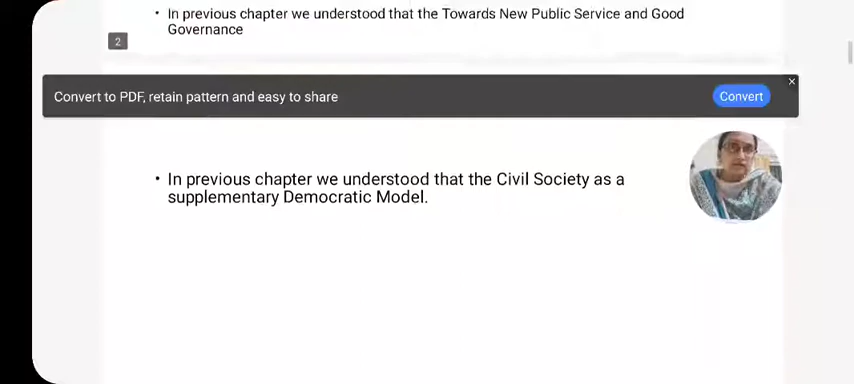 • In previous chapter we understood that the Towards New Public Service and Good
Governance
2
Convert to PDF, retain pattern and easy to share
×
Convert
• In previous chapter we understood that the Civil Society as a
supplementary Democratic Model.